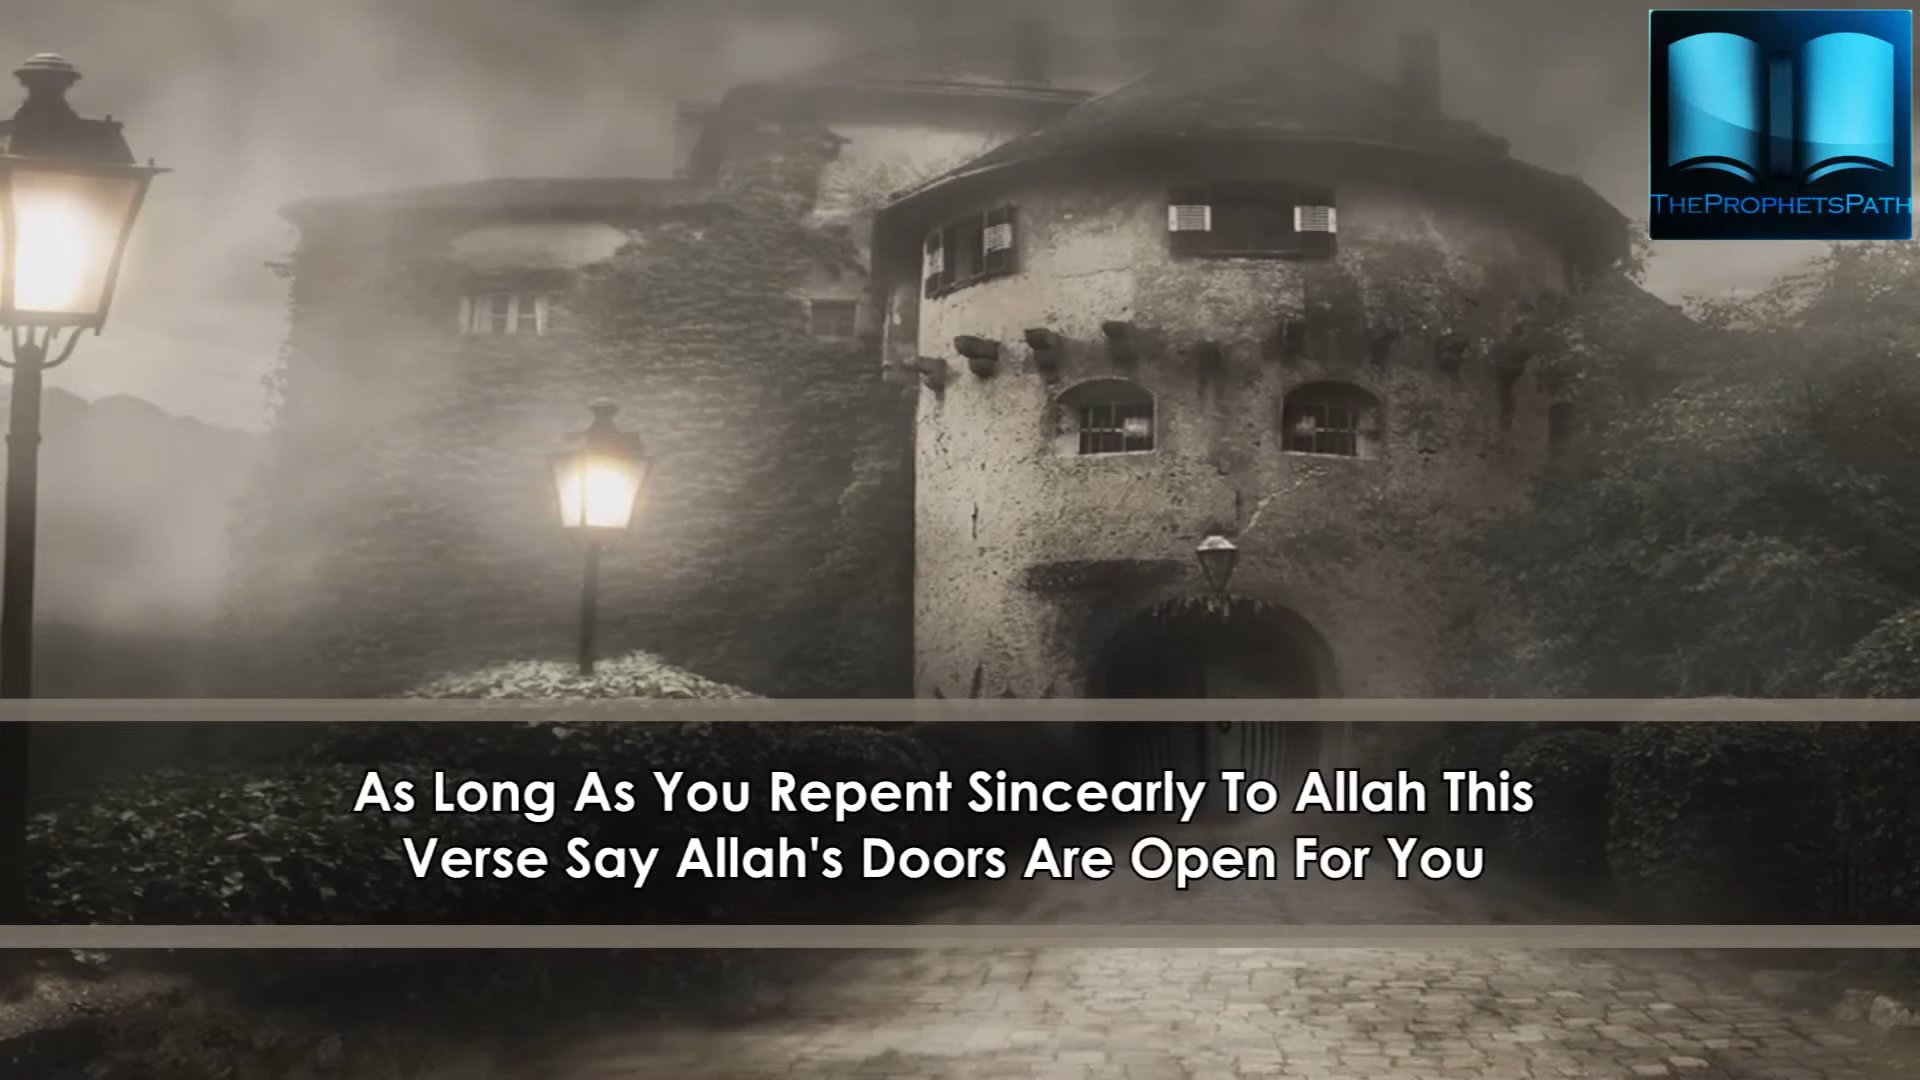 TheProphetsPath
As Long As You Repent Sincearly To Allah This
Verse Say Allah's Doors Are Open For You